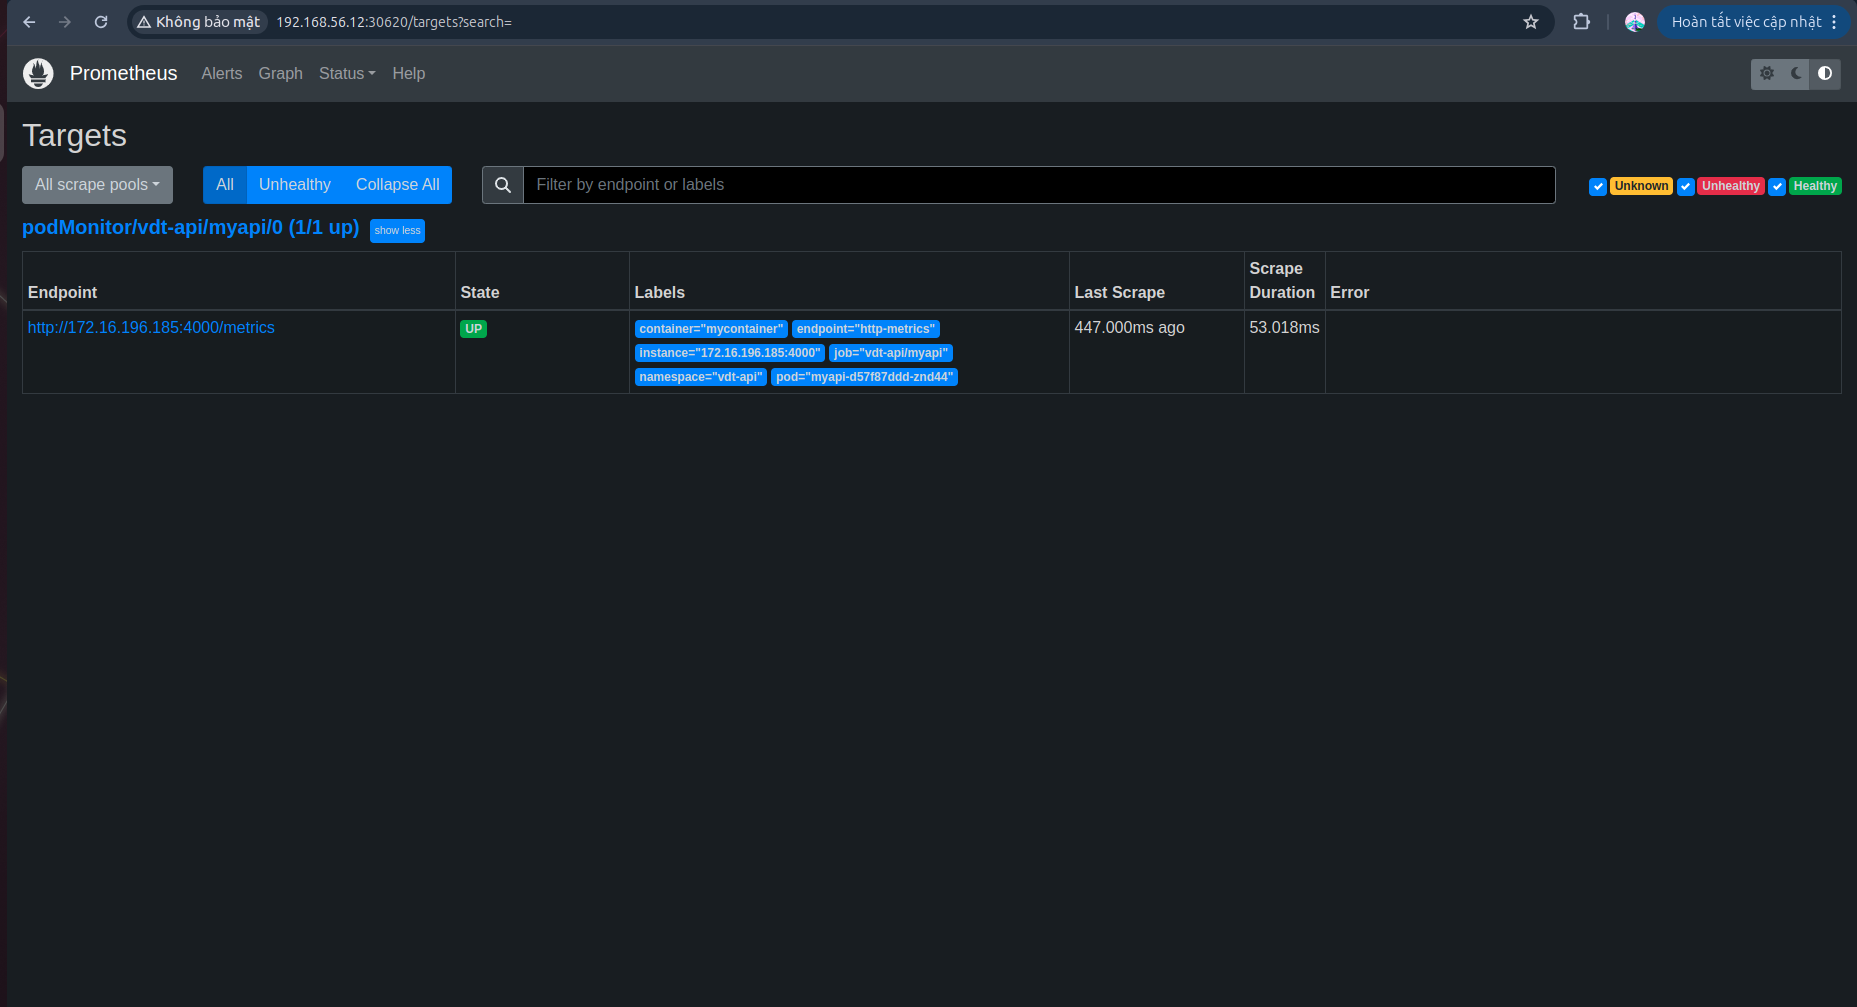 Không bảo mật 192.168.56.12:30620/targets?search= Hoàn tất việc cập nhật
Prometheus Alerts Graph Status Help
Targets
All scrape pools All Unhealthy Collapse All Filter by endpoint or labels Unknown Unhealthy Healthy
podMonitor/vdt-api/myapi/0 (1/1 up) show less
Endpoint State Labels Last Scrape Scrape Duration Error
http://172.16.196.185:4000/metrics UP container="mycontainer" endpoint="http-metrics" 447.000ms ago 53.018ms
instance="172.16.196.185:4000" job="vdt-api/myapi"
namespace="vdt-api" pod="myapi-d57f87ddd-znd44"